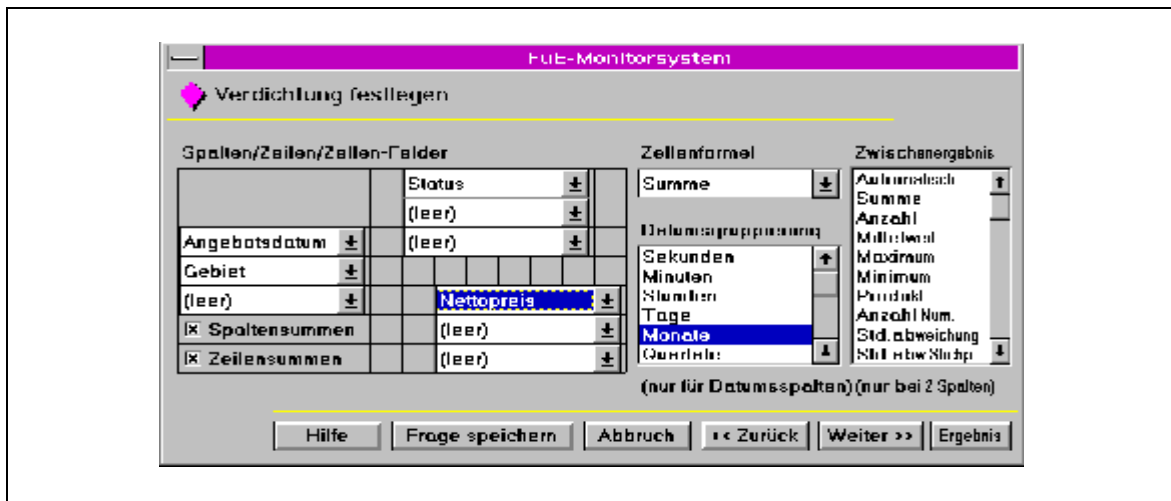 FuE-Monitorsystem
Verdichtung festlegen
Spalten/Zeilen/Zellen-Felder
Status
(leer)
(leer)
Angebotsdatum
Gebiet
(leer)
Spaltensummen
Zeilensummen
Nettopreis
(leer)
(leer)
Zellenformel
Summe
Datumsgruppierung
Sekunden
Minuten
Stunden
Tage
Monate
Quartale
(nur für Datumsspalten)
Zwischenergebnis
Automatisch
Summe
Anzahl
Mittelwert
Maximum
Minimum
Produkt
Anzahl Num.
Std.abweichung
(nur bei 2 Spalten)
Hilfe
Frage speichern
Abbruch
<< Zurück
Weiter >>
Ergebnis